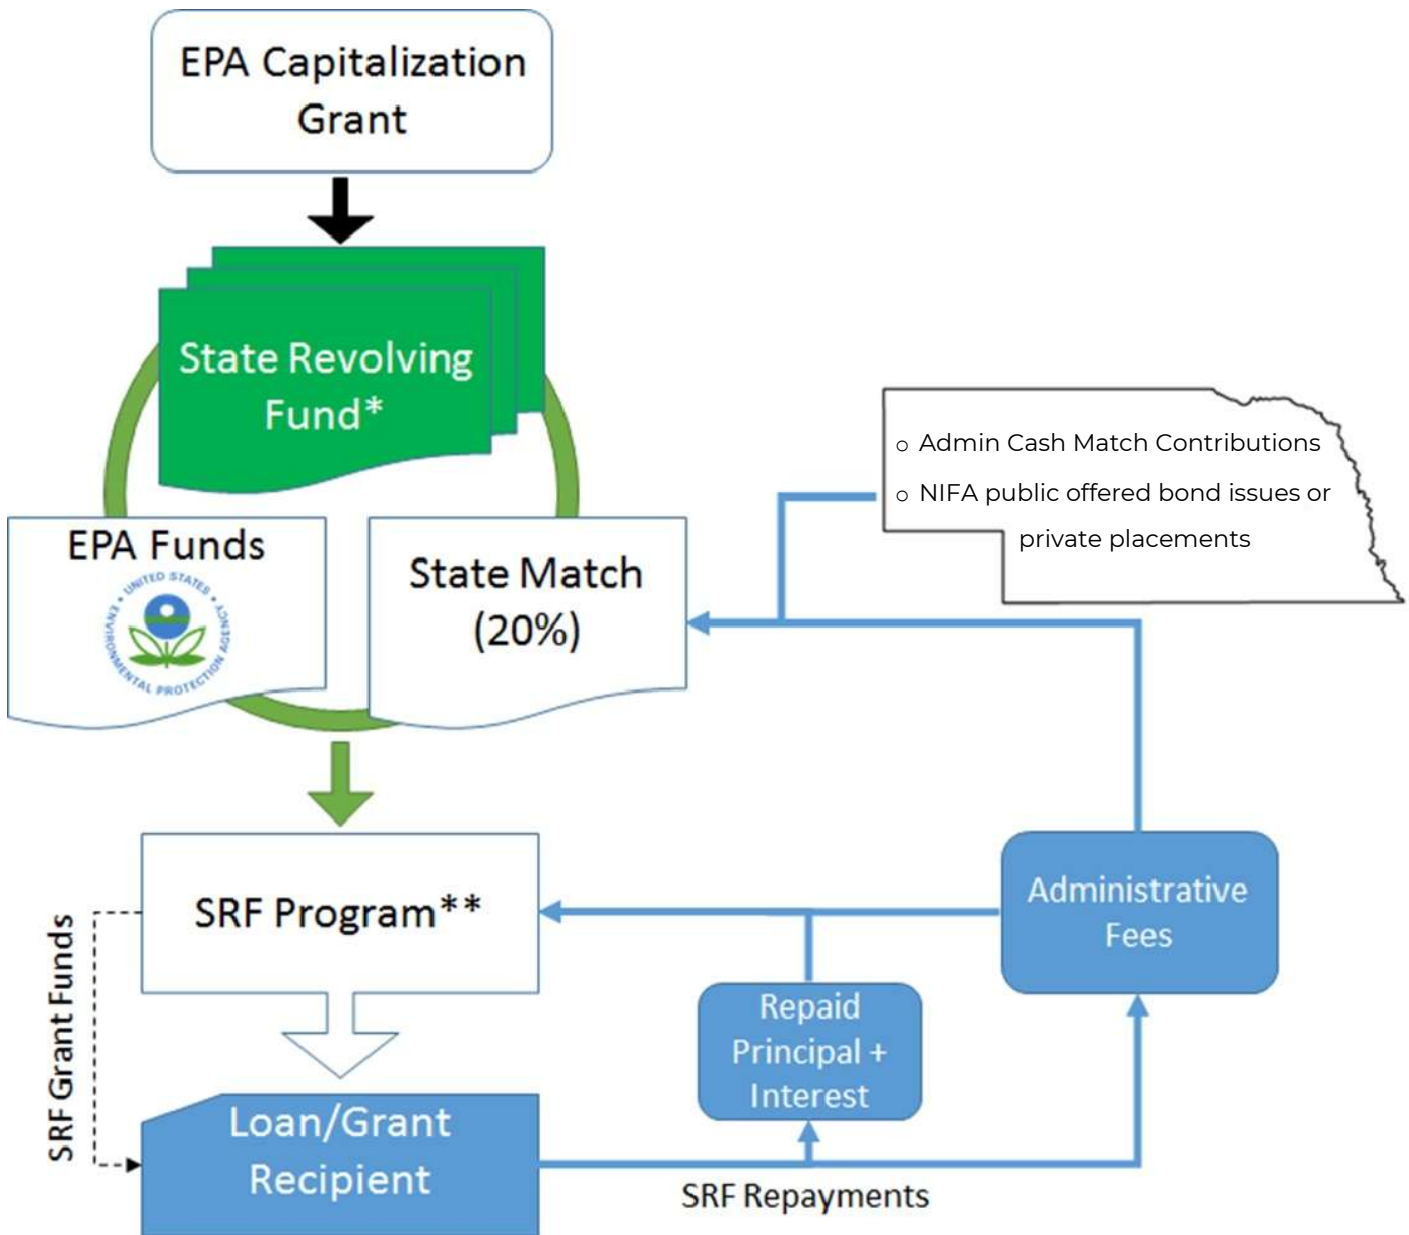 EPA Capitalization
Grant
State Revolving
Fund*
EPA Funds
UNITED STATES
ENVIRONMENTAL PROTECTION AGENCY
State Match
(20%)
○ Admin Cash Match Contributions
○ NIFA public offered bond issues or
private placements
SRF Program**
Administrative
Fees
SRF Grant Funds
Repaid
Principal +
Interest
Loan/Grant
Recipient
SRF Repayments